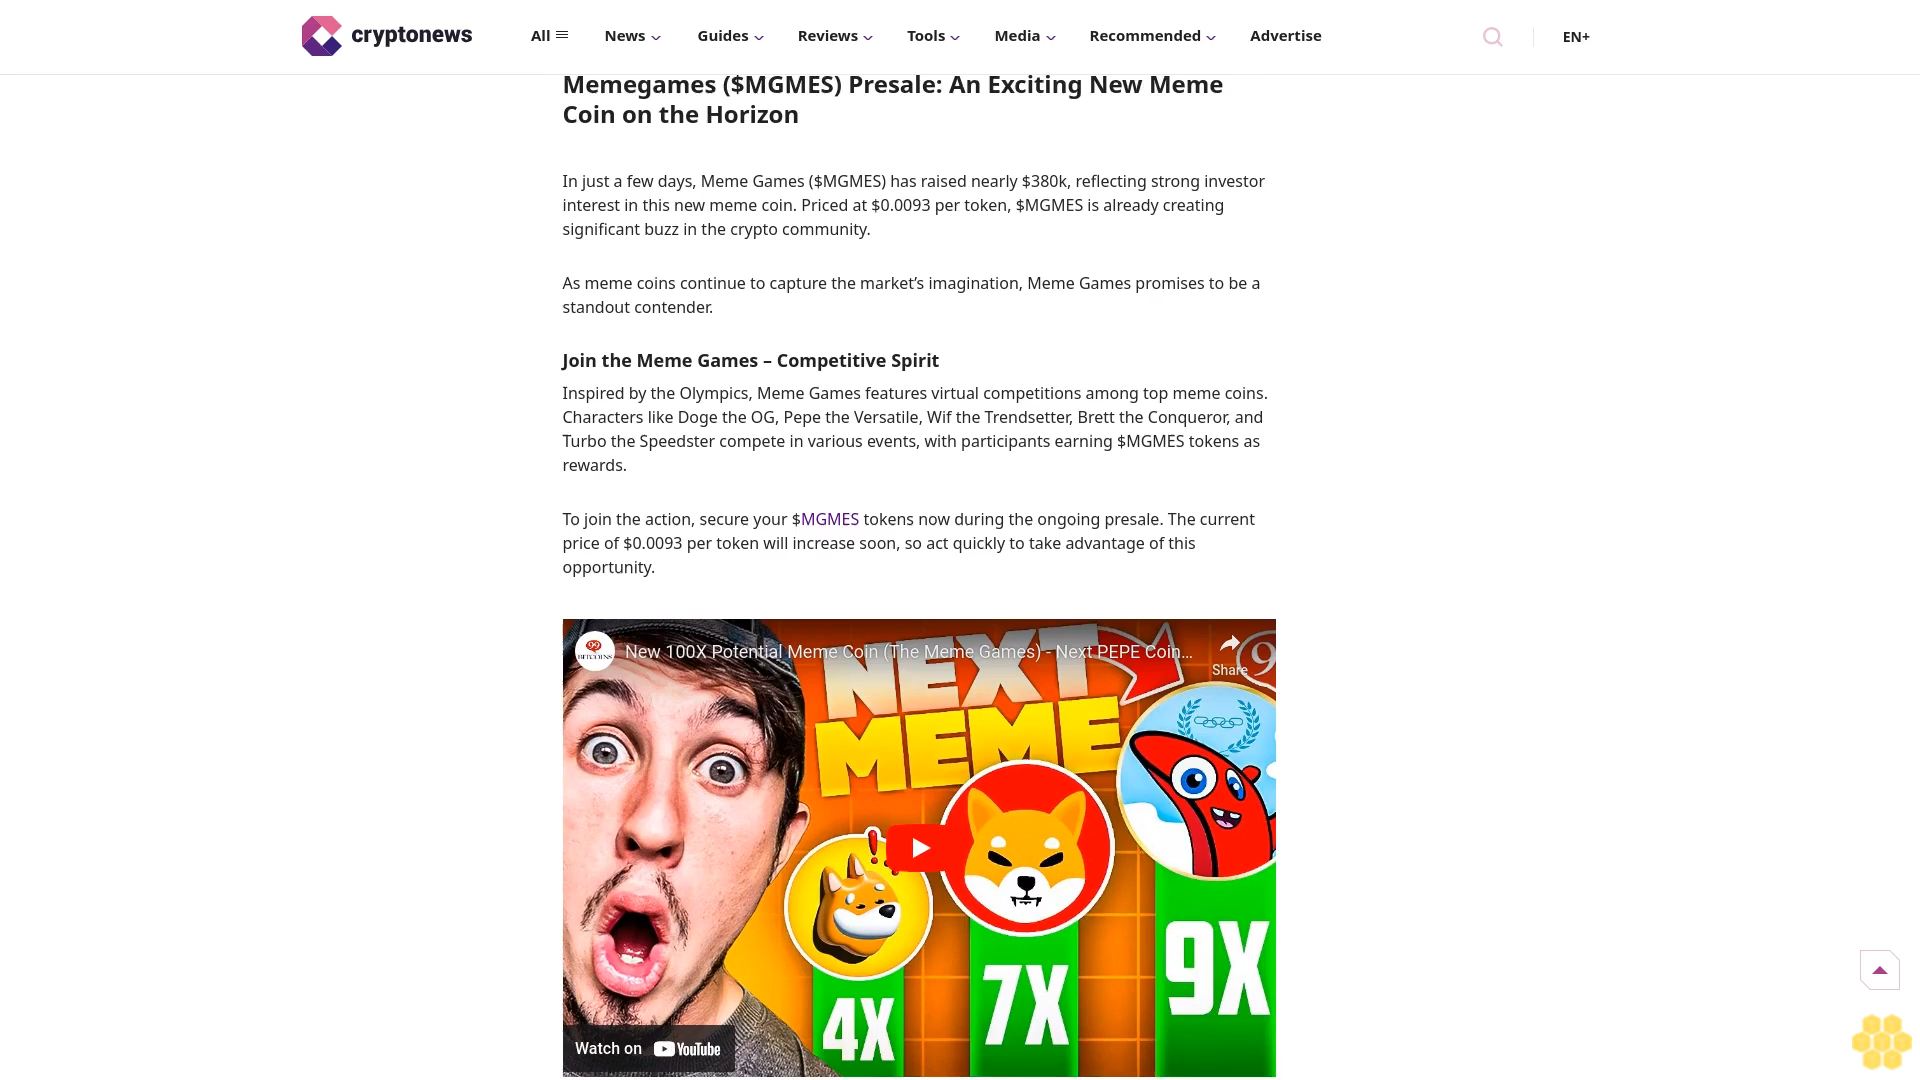 cryptonews
All
News
Guides
Reviews
Tools
Media
Recommended
Advertise
EN+
Memegames ($MGMES) Presale: An Exciting New Meme
Coin on the Horizon
In just a few days, Meme Games ($MGMES) has raised nearly $380k, reflecting strong investor
interest in this new meme coin. Priced at $0.0093 per token, $MGMES is already creating
significant buzz in the crypto community.
As meme coins continue to capture the market’s imagination, Meme Games promises to be a
standout contender.
Join the Meme Games – Competitive Spirit
Inspired by the Olympics, Meme Games features virtual competitions among top meme coins.
Characters like Doge the OG, Pepe the Versatile, Wif the Trendsetter, Brett the Conqueror, and
Turbo the Speedster compete in various events, with participants earning $MGMES tokens as
rewards.
To join the action, secure your $MGMES tokens now during the ongoing presale. The current
price of $0.0093 per token will increase soon, so act quickly to take advantage of this
opportunity.
99
BITCOINS
New 100X Potential Meme Coin (The Meme Games) - Next PEPE Coin...
Share
NEXT
MEME
4X
7X
9X
Watch on YouTube